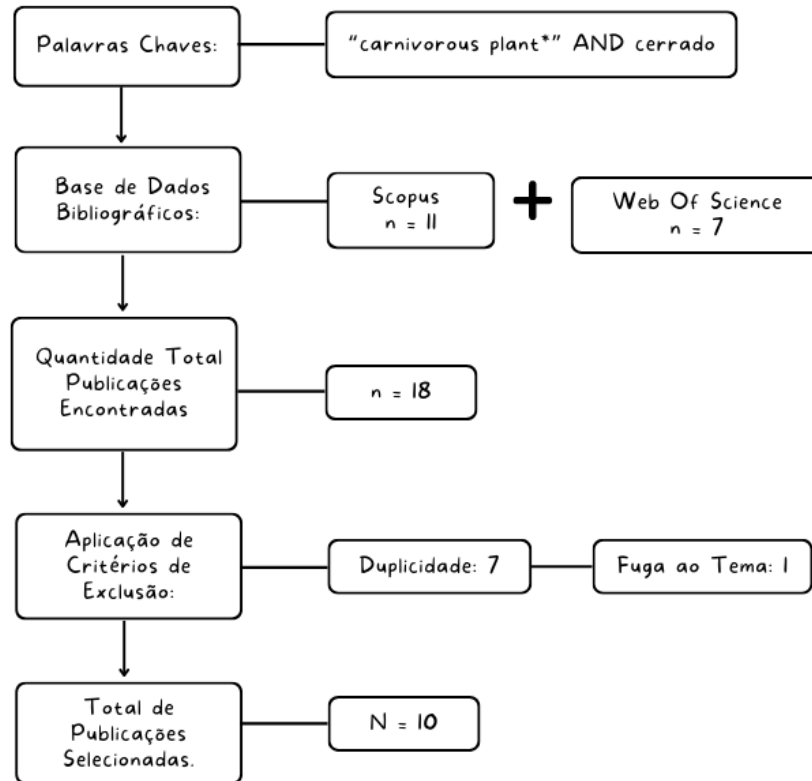 Palavras Chaves:
“carnivorous plant*” AND cerrado
Base de Dados
Bibliográficos:
Scopus
n = 11
+
Web Of Science
n = 7
Quantidade Total
Publicações
Encontradas
n = 18
Aplicação de
Critérios de
Exclusão:
Duplicidade: 7
Fuga ao Tema: 1
Total de
Publicações
Selecionadas.
N = 10